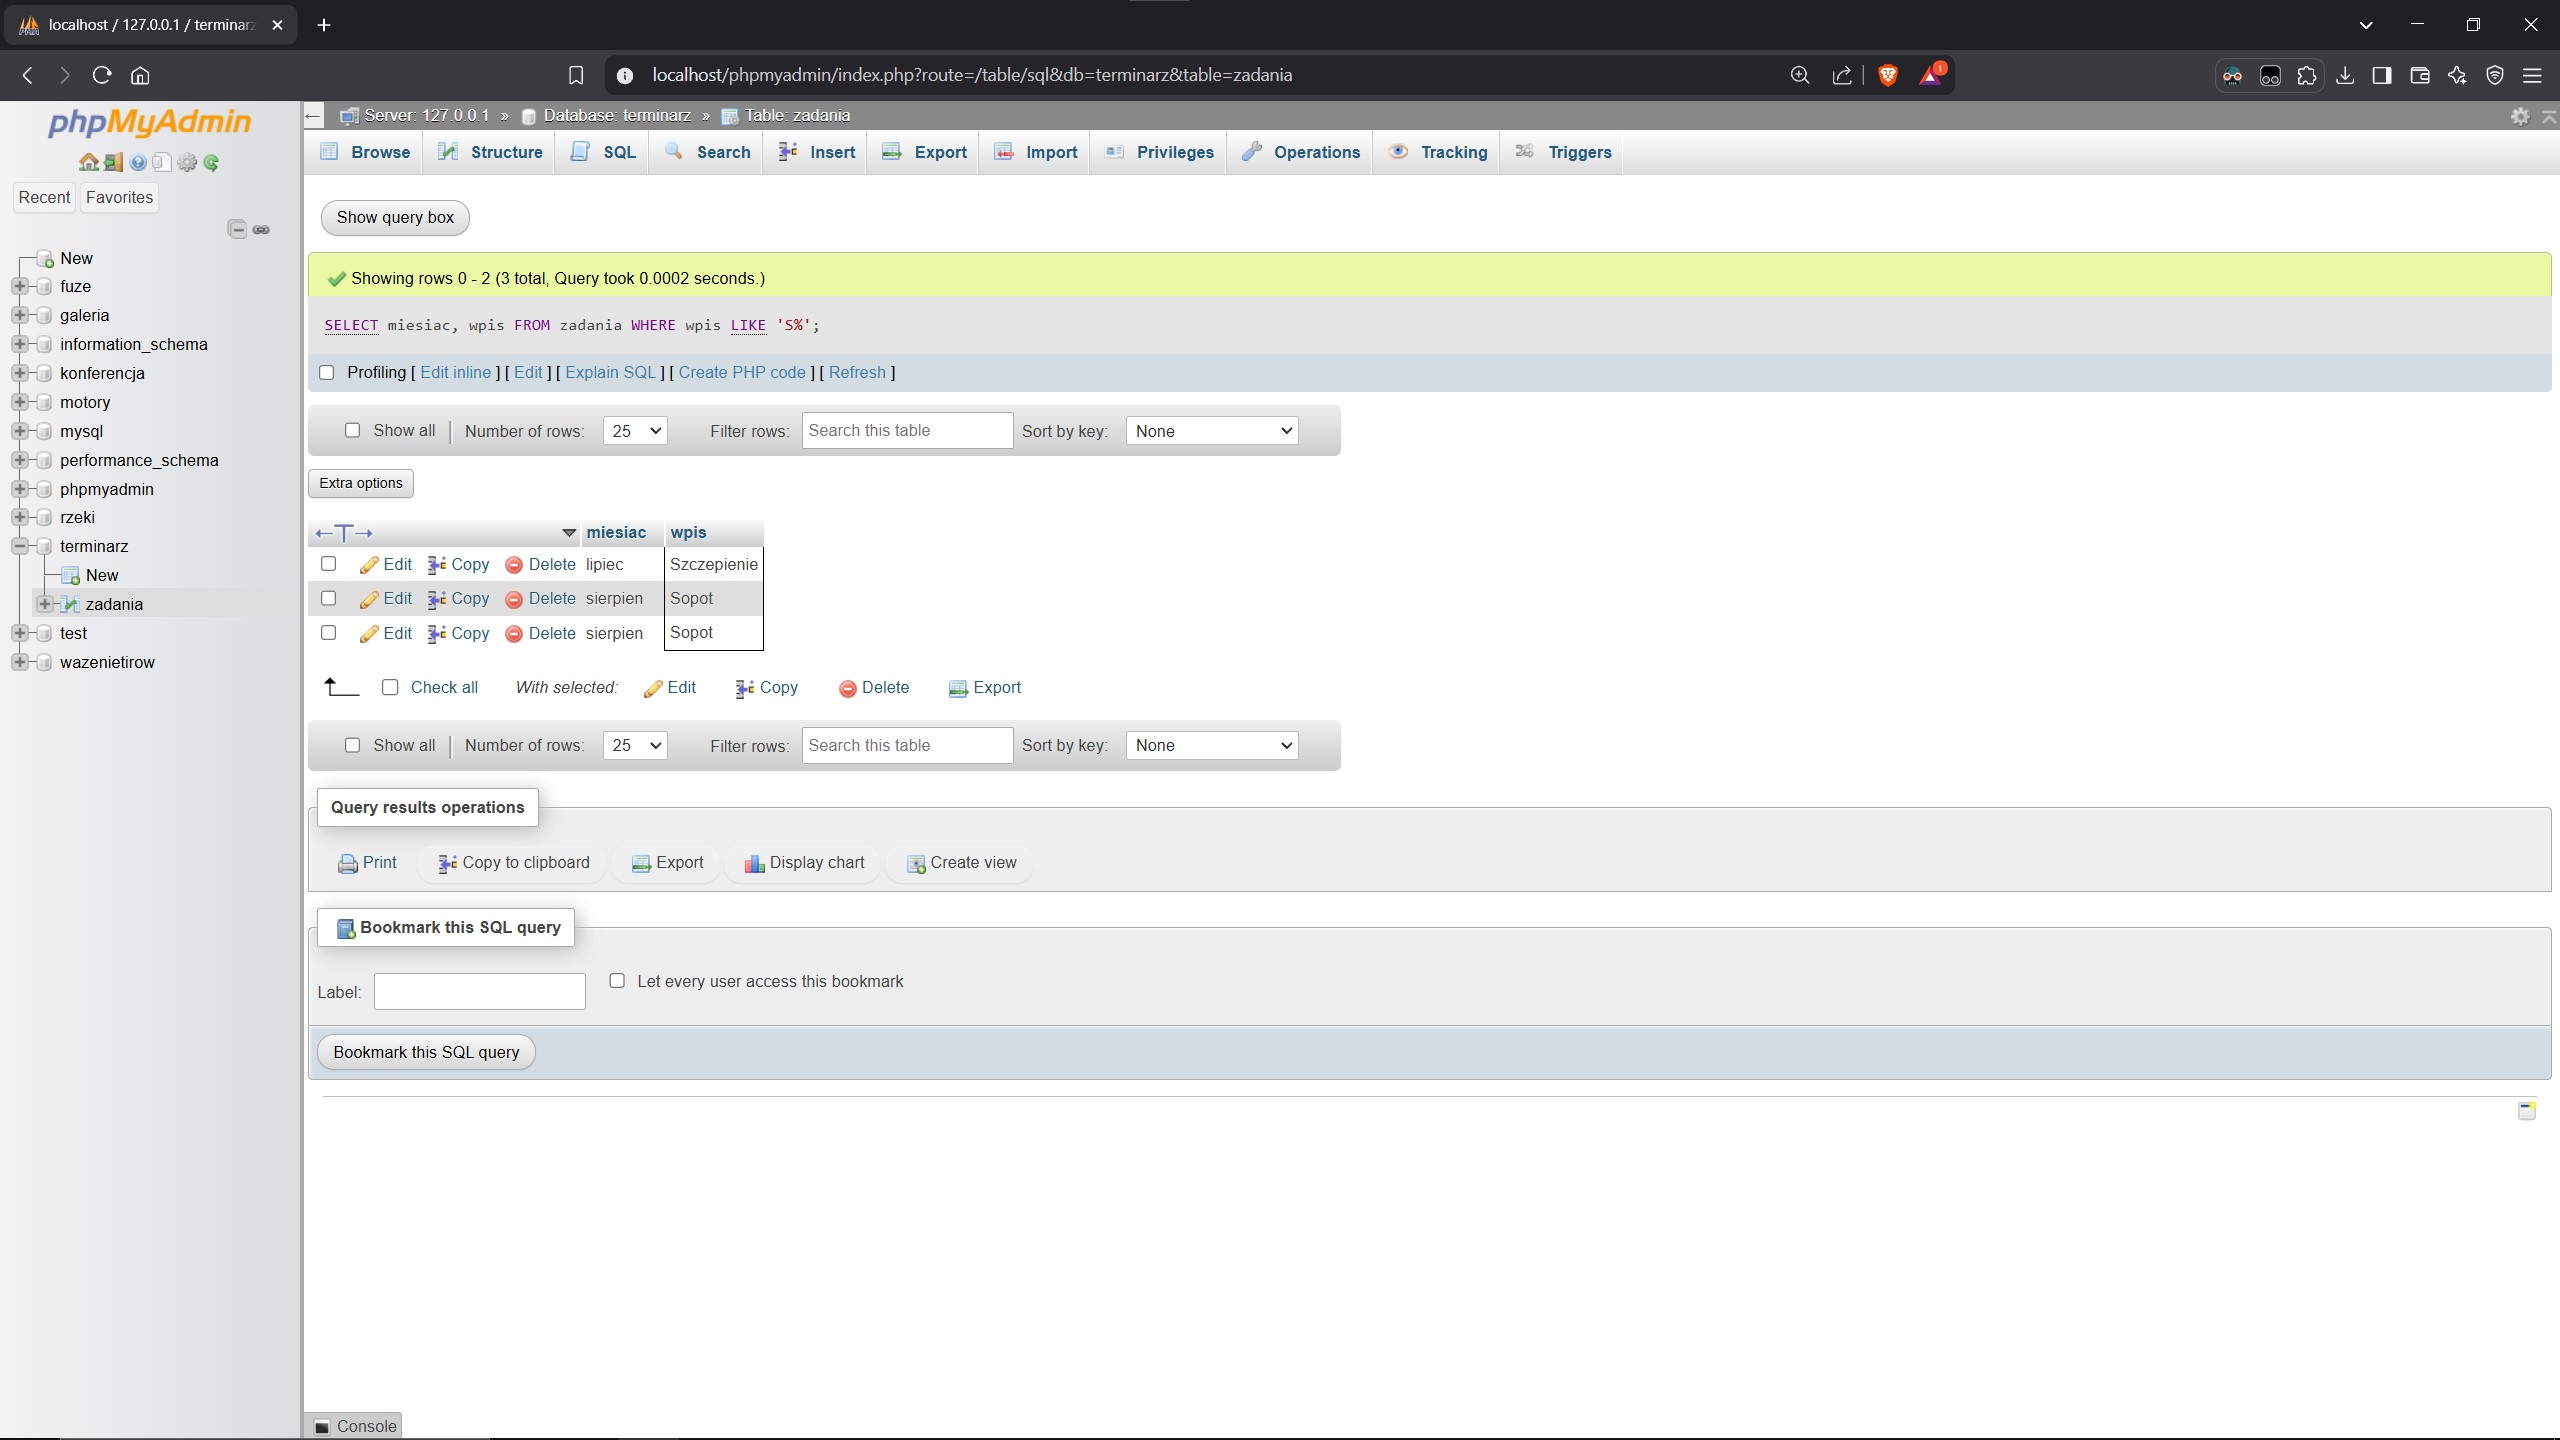 localhost / 127.0.0.1 / terminarz
localhost/phpmyadmin/index.php?route=/table/sql&db=terminarz&table=zadania
1
phpMyAdmin
Recent Favorites
New
fuze
galeria
information_schema
konferencja
motory
mysql
performance_schema
phpmyadmin
rzeki
terminarz
New
zadania
test
wazenietirow
Server: 127.0.0.1 » Database: terminarz » Table: zadania
Browse Structure SQL Search Insert Export Import Privileges Operations Tracking Triggers
Show query box
Showing rows 0 - 2 (3 total, Query took 0.0002 seconds.)
SELECT miesiac, wpis FROM zadania WHERE wpis LIKE 'S%';
Profiling [ Edit inline ] [ Edit ] [ Explain SQL ] [ Create PHP code ] [ Refresh ]
Show all | Number of rows: 25 Filter rows: Search this table Sort by key: None
Extra options
←T→ miesiac wpis
Edit Copy Delete lipiec Szczepienie
Edit Copy Delete sierpien Sopot
Edit Copy Delete sierpien Sopot
Check all With selected: Edit Copy Delete Export
Show all | Number of rows: 25 Filter rows: Search this table Sort by key: None
Query results operations
Print Copy to clipboard Export Display chart Create view
Bookmark this SQL query
Label: Let every user access this bookmark
Bookmark this SQL query
Console